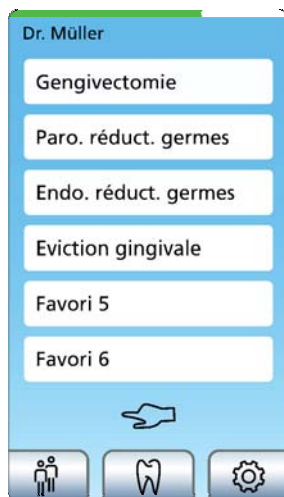 Dr. Müller
Gengivectomie
Paro. réduct. germes
Endo. réduct. germes
Eviction gingivale
Favori 5
Favori 6